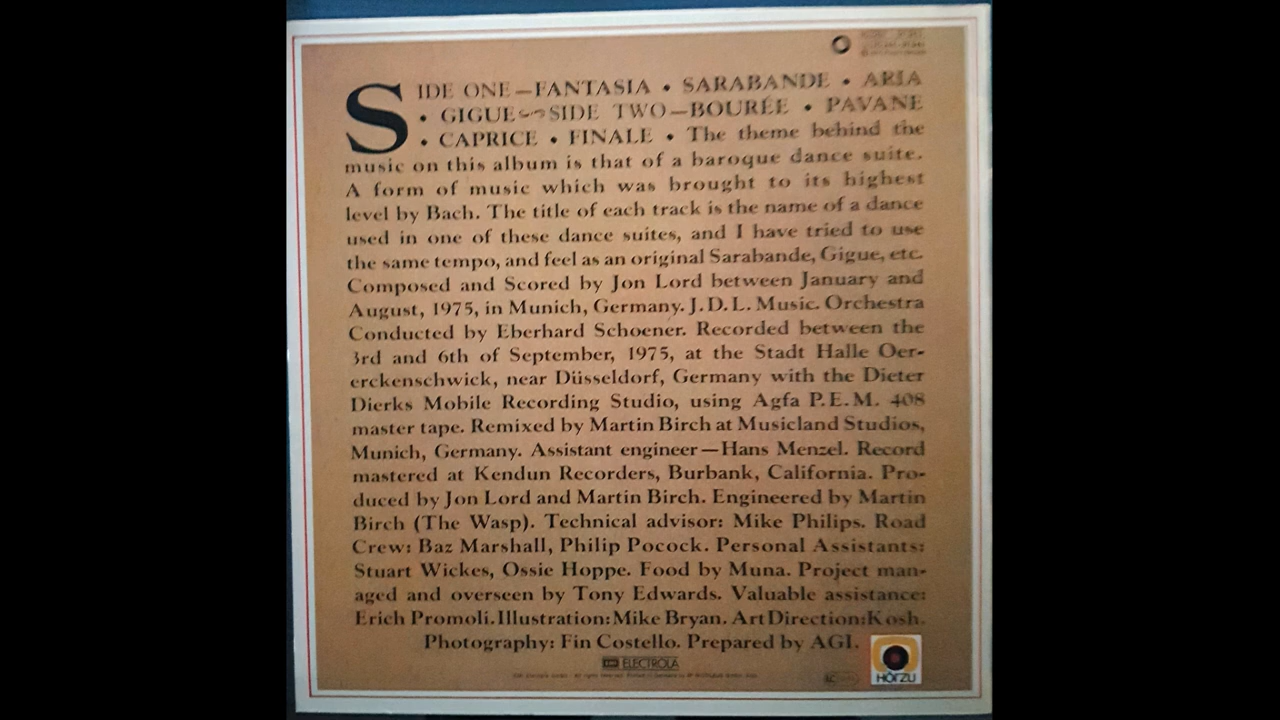 SIDE ONE—FANTASIA • SARABANDE • ARIA
• GIGUE SIDE TWO—BOURÉE • PAVANE
• CAPRICE • FINALE • The theme behind the
music on this album is that of a baroque dance suite.
A form of music which was brought to its highest
level by Bach. The title of each track is the name of a dance
used in one of these dance suites, and I have tried to use
the same tempo, and feel as an original Sarabande, Gigue, etc.
Composed and Scored by Jon Lord between January and
August, 1975, in Munich, Germany. J.D.L. Music. Orchestra
Conducted by Eberhard Schoener. Recorded between the
3rd and 6th of September, 1975, at the Stadt Halle Oer-
erckenschwick, near Düsseldorf, Germany with the Dieter
Dierks Mobile Recording Studio, using Agfa P.E.M. 408
master tape. Remixed by Martin Birch at Musicland Studios,
Munich, Germany. Assistant engineer—Hans Menzel. Record
mastered at Kendun Recorders, Burbank, California. Pro-
duced by Jon Lord and Martin Birch. Engineered by Martin
Birch (The Wasp). Technical advisor: Mike Philips. Road
Crew: Baz Marshall, Philip Pocock. Personal Assistants:
Stuart Wickes, Ossie Hoppe. Food by Muna. Project man-
aged and overseen by Tony Edwards. Valuable assistance:
Erich Promoli. Illustration: Mike Bryan. Art Direction: Kosh.
Photography: Fin Costello. Prepared by AGI.
EMI ELECTROLA
HÖRZU